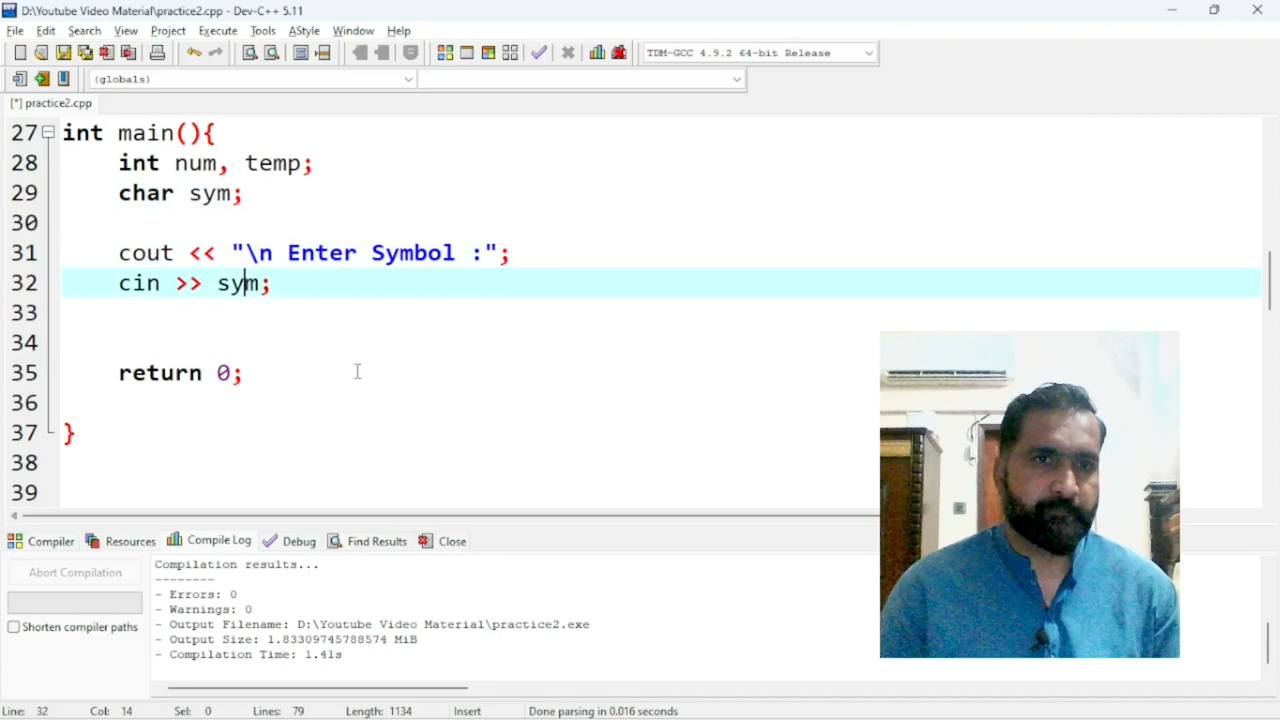 D:\Youtube Video Material\practice2.cpp - Dev-C++ 5.11
File Edit Search View Project Execute Tools AStyle Window Help
TDM-GCC 4.9.2 64-bit Release
(globals)
[*] practice2.cpp
27 int main(){
28 int num, temp;
29 char sym;
30
31 cout << "\n Enter Symbol :";
32 cin >> sym;
33
34
35 return 0;
36
37 }
38
39
Compiler Resources Compile Log Debug Find Results Close
Abort Compilation
Shorten compiler paths
Compilation results...
--------
- Errors: 0
- Warnings: 0
- Output Filename: D:\Youtube Video Material\practice2.exe
- Output Size: 1.83309745788574 MiB
- Compilation Time: 1.41s
Line: 32 Col: 14 Sel: 0 Lines: 79 Length: 1134 Insert Done parsing in 0.016 seconds